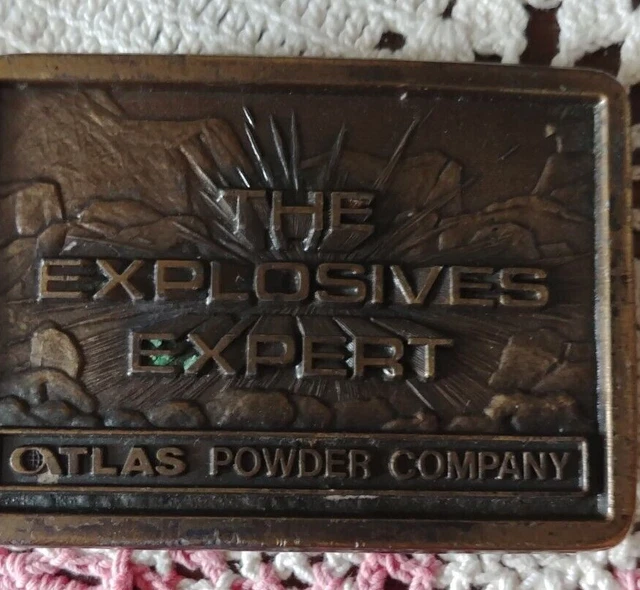 THE
EXPLOSIVES
EXPERT
ATLAS POWDER COMPANY